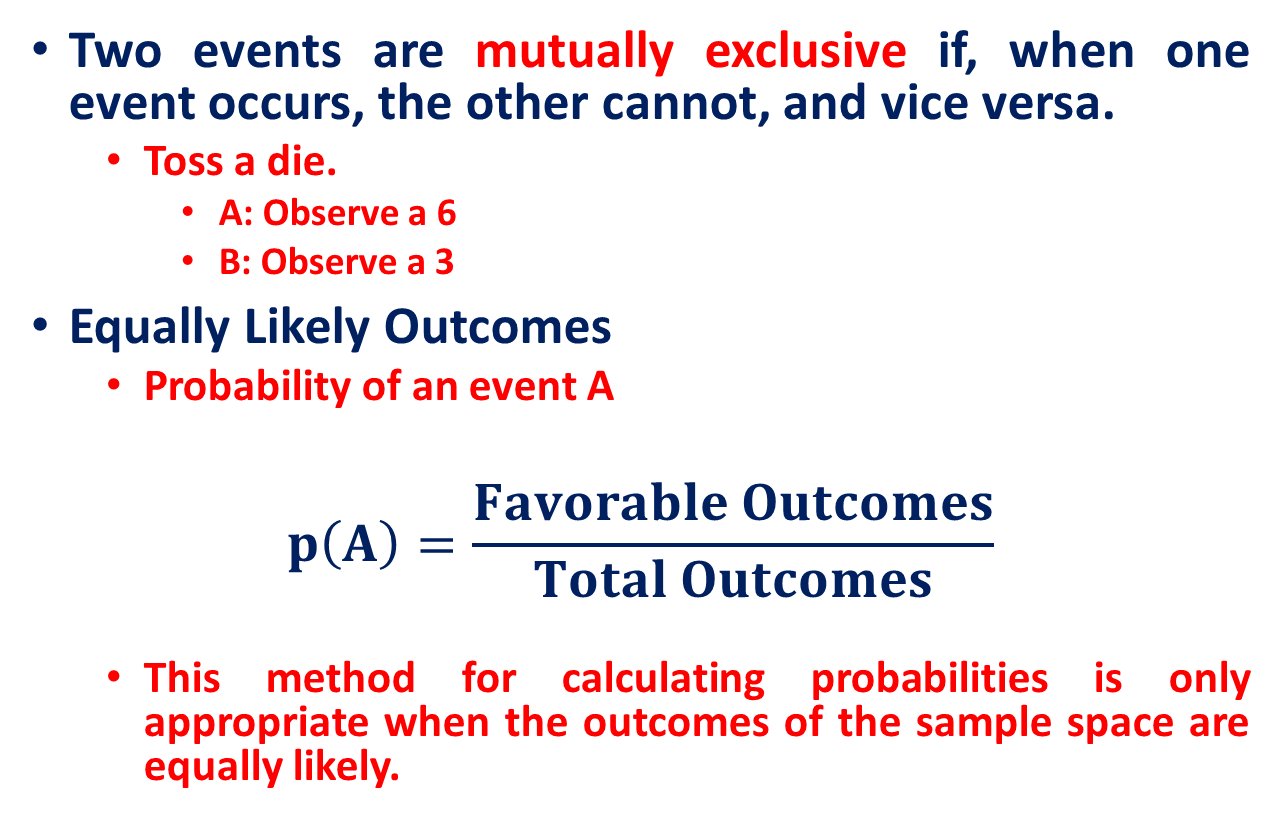 • Two events are mutually exclusive if, when one
event occurs, the other cannot, and vice versa.
• Toss a die.
• A: Observe a 6
• B: Observe a 3
• Equally Likely Outcomes
• Probability of an event A
p(A) = Favorable Outcomes / Total Outcomes
• This method for calculating probabilities is only
appropriate when the outcomes of the sample space are
equally likely.